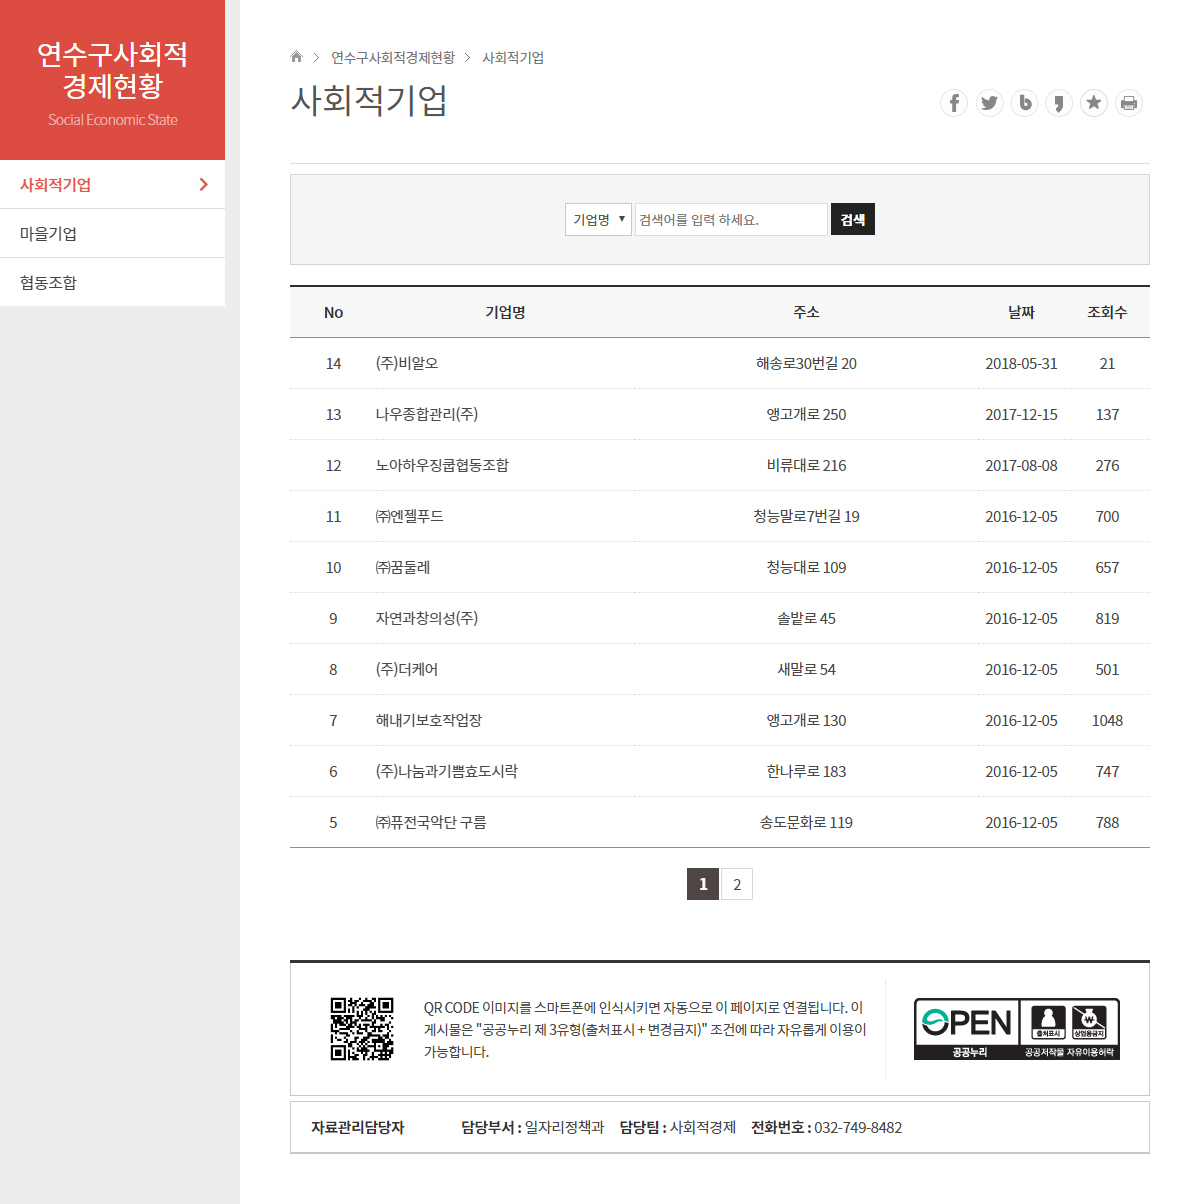 연수구사회적
경제현황
Social Economic State
사회적기업
마을기업
협동조합
연수구사회적경제현황 사회적기업
사회적기업
기업명 검색어를 입력 하세요. 검색
No 기업명 주소 날짜 조회수
14 (주)비알오 해송로30번길 20 2018-05-31 21
13 나우종합관리(주) 앵고개로 250 2017-12-15 137
12 노아하우징쿱협동조합 비류대로 216 2017-08-08 276
11 ㈜엔젤푸드 청능말로7번길 19 2016-12-05 700
10 ㈜꿈둘레 청능대로 109 2016-12-05 657
9 자연과창의성(주) 솔밭로 45 2016-12-05 819
8 (주)더케어 새말로 54 2016-12-05 501
7 해내기보호작업장 앵고개로 130 2016-12-05 1048
6 (주)나눔과기쁨효도시락 한나루로 183 2016-12-05 747
5 ㈜퓨전국악단 구름 송도문화로 119 2016-12-05 788
1 2
QR CODE 이미지를 스마트폰에 인식시키면 자동으로 이 페이지로 연결됩니다. 이
게시물은 "공공누리 제 3유형(출처표시 + 변경금지)" 조건에 따라 자유롭게 이용이
가능합니다.
OPEN 출처표시 상업용금지
공공누리 공공저작물 자유이용허락
자료관리담당자 담당부서 : 일자리정책과 담당팀 : 사회적경제 전화번호 : 032-749-8482